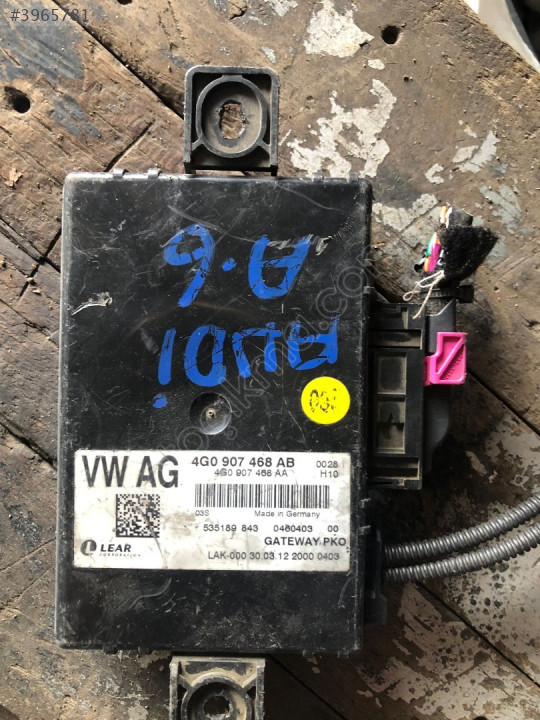 #3965781
A.6
AUDI
VW AG
4G0 907 468 AB
0028
4G0 907 468 AA
H10
03S
Made in Germany
535189 843 0460403 00
GATEWAY PKO
LEAR
CORPORATION
LAK-000 30.03.12 2000 0403